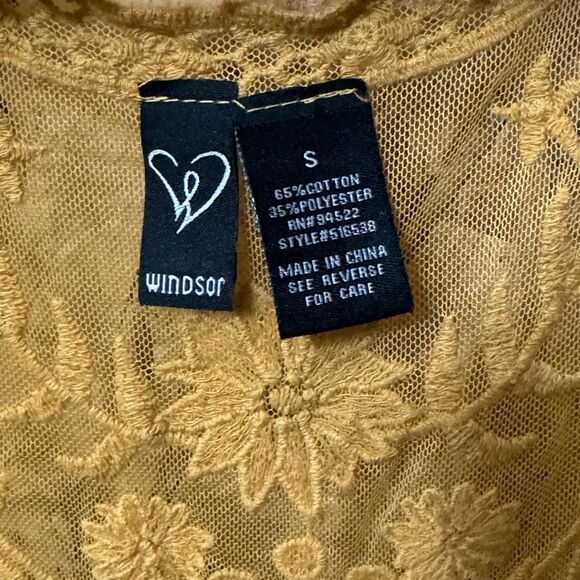 WINDSOR
S
65%COTTON
35%POLYESTER
RN#94522
STYLE#516538
MADE IN CHINA
SEE REVERSE
FOR CARE